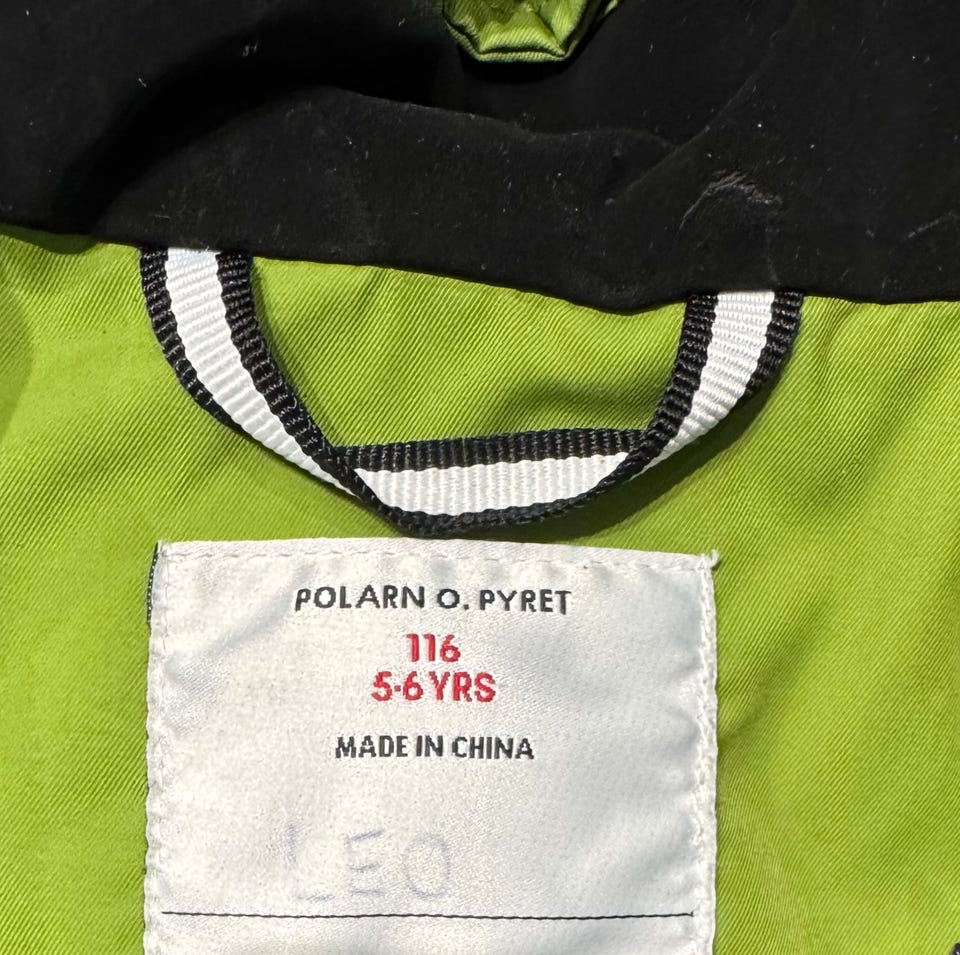 POLARN O. PYRET
116
5-6 YRS
MADE IN CHINA
LEO